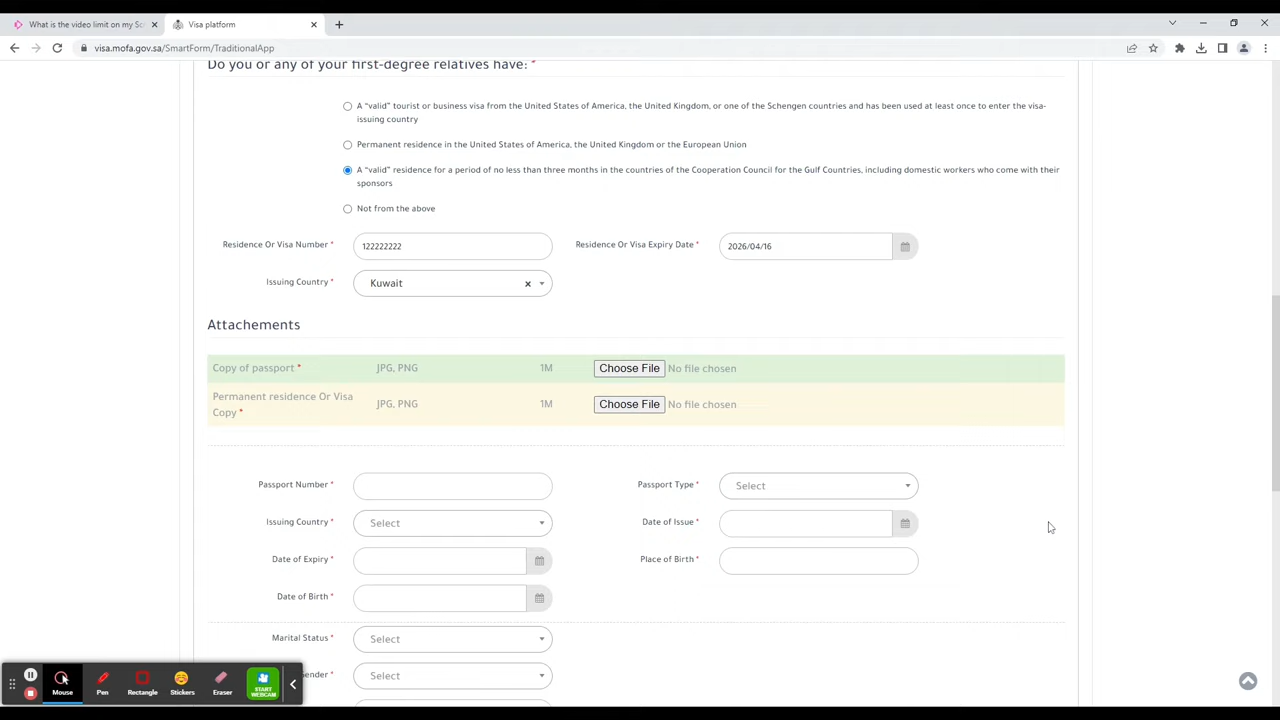 What is the video limit on my Sc
Visa platform
visa.mofa.gov.sa/SmartForm/TraditionalApp
Do you or any of your first-degree relatives have: *
A “valid” tourist or business visa from the United States of America, the United Kingdom, or one of the Schengen countries and has been used at least once to enter the visa-
issuing country
Permanent residence in the United States of America, the United Kingdom or the European Union
A “valid” residence for a period of no less than three months in the countries of the Cooperation Council for the Gulf Countries, including domestic workers who come with their
sponsors
Not from the above
Residence Or Visa Number * 122222222 Residence Or Visa Expiry Date * 2026/04/16
Issuing Country * Kuwait
Attachements
Copy of passport * JPG, PNG 1M Choose File No file chosen
Permanent residence Or Visa
Copy * JPG, PNG 1M Choose File No file chosen
Passport Number * Passport Type * Select
Issuing Country * Select Date of Issue *
Date of Expiry * Place of Birth *
Date of Birth *
Marital Status * Select
Gender * Select
Mouse Pen Rectangle Stickers Eraser START
WEBCAM